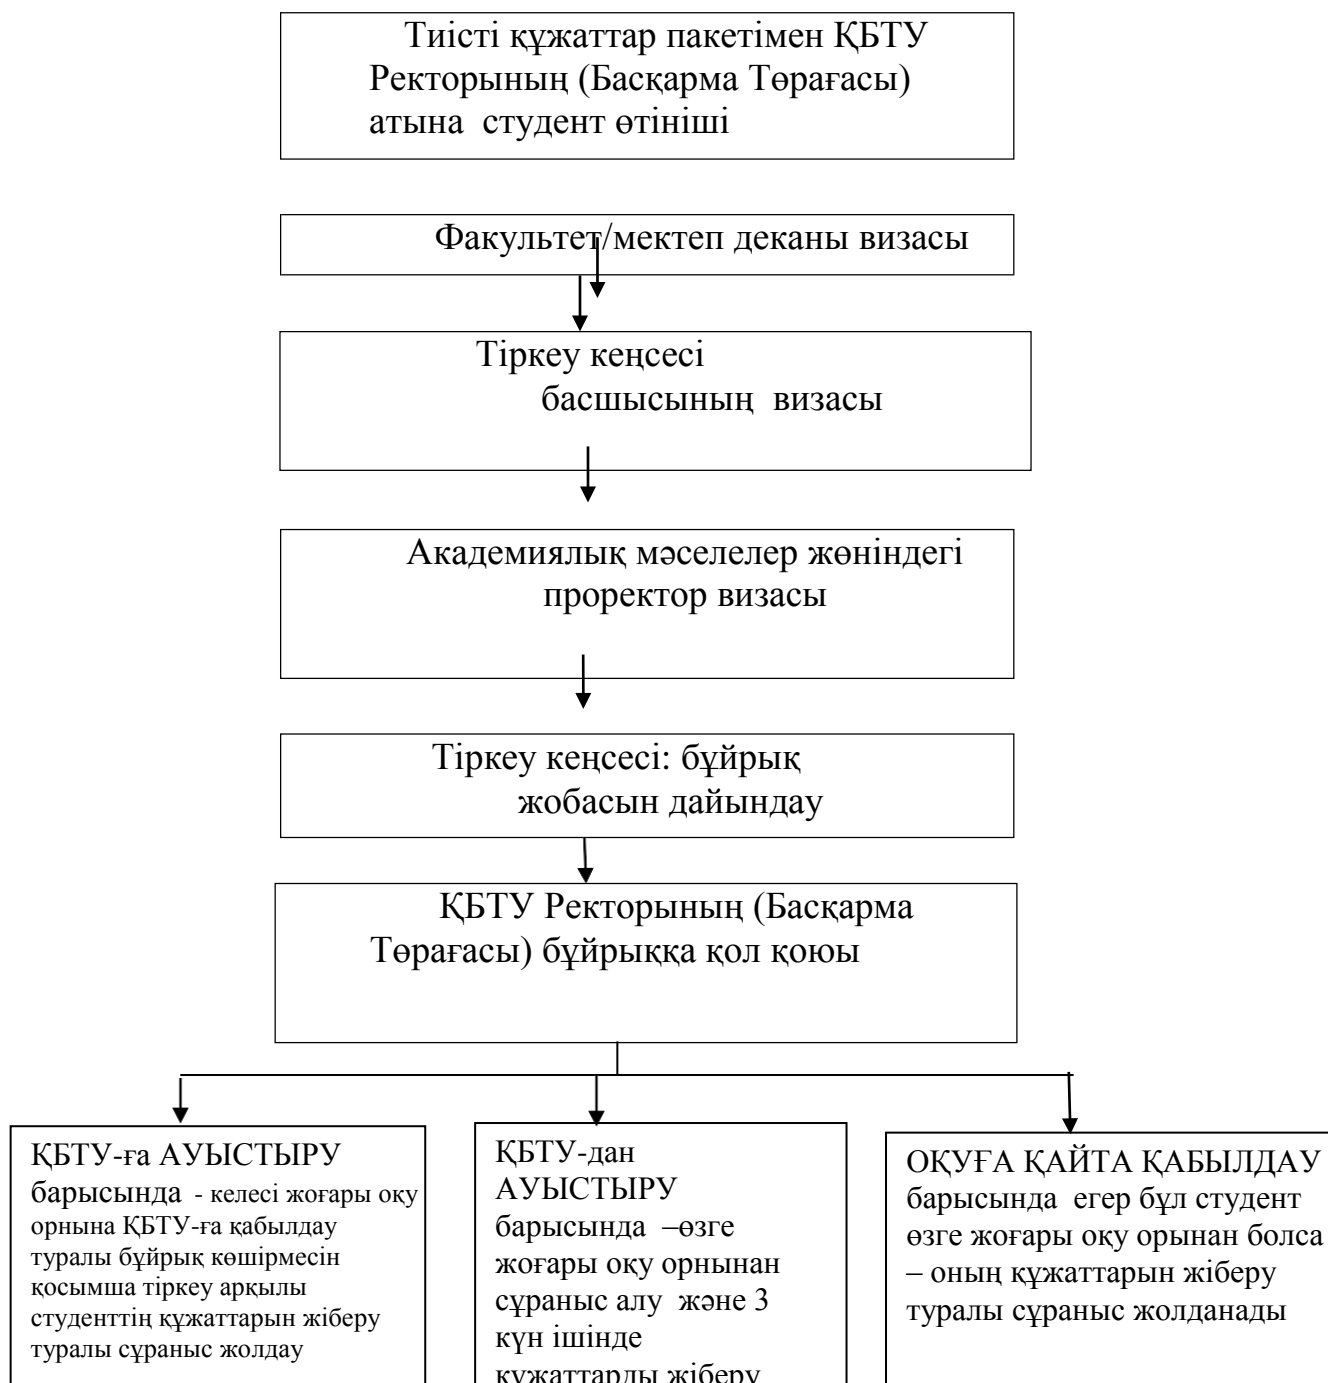 Тиісті құжаттар пакетімен ҚБТУ
Ректорының (Басқарма Төрағасы)
атына студент өтініші
Факультет/мектеп деканы визасы
Тіркеу кеңсесі
басшысының визасы
Академиялық мәселелер жөніндегі
проректор визасы
Тіркеу кеңсесі: бұйрық
жобасын дайындау
ҚБТУ Ректорының (Басқарма
Төрағасы) бұйрыққа қол қоюы
ҚБТУ-ға АУЫСТЫРУ
барысында - келесі жоғары оқу
орнына ҚБТУ-ға қабылдау
туралы бұйрық көшірмесін
қосымша тіркеу арқылы
студенттің құжаттарын жіберу
туралы сұраныс жолдау
ҚБТУ-дан
АУЫСТЫРУ
барысында –өзге
жоғары оқу орнынан
сұраныс алу және 3
күн ішінде
құжаттарды жіберу
ОҚУҒА ҚАЙТА ҚАБЫЛДАУ
барысында егер бұл студент
өзге жоғары оқу орынан болса
– оның құжаттарын жіберу
туралы сұраныс жолданады